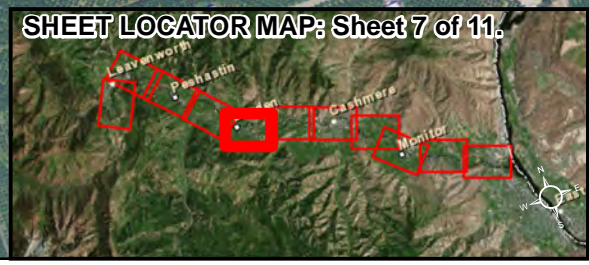 SHEET LOCATOR MAP: Sheet 7 of 11.
Leavenworth
Peshastin
Cashmere
Monitor
N
W
E
S